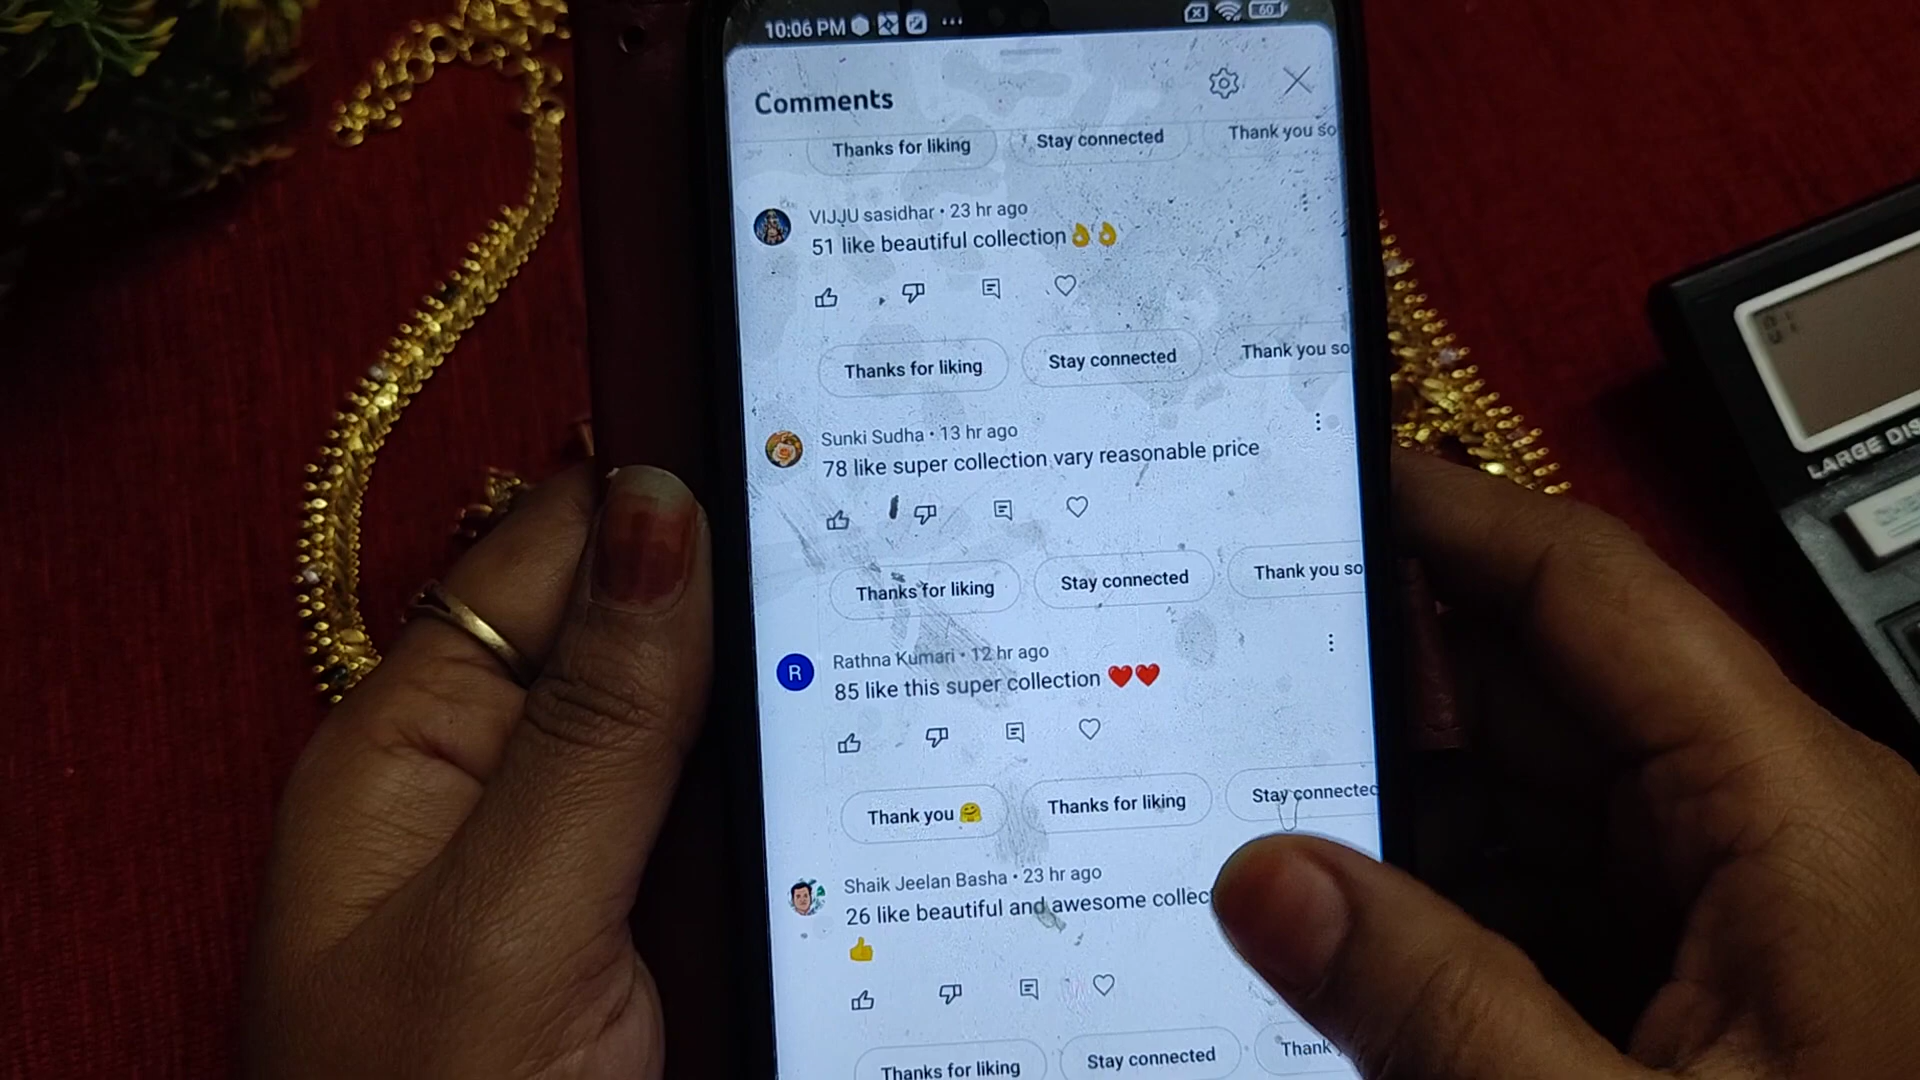 10:06 PM ... 60
Comments
Thanks for liking Stay connected Thank you so
VIJJU sasidhar • 23 hr ago
51 like beautiful collection👌👌
Thanks for liking Stay connected Thank you so
Sunki Sudha • 13 hr ago
78 like super collection vary reasonable price
Thanks for liking Stay connected Thank you so
R Rathna Kumari • 12 hr ago
85 like this super collection ❤️❤️
Thank you 🤗 Thanks for liking Stay connected
Shaik Jeelan Basha • 23 hr ago
26 like beautiful and awesome collec
👍
Thanks for liking Stay connected Thank
LARGE DIS